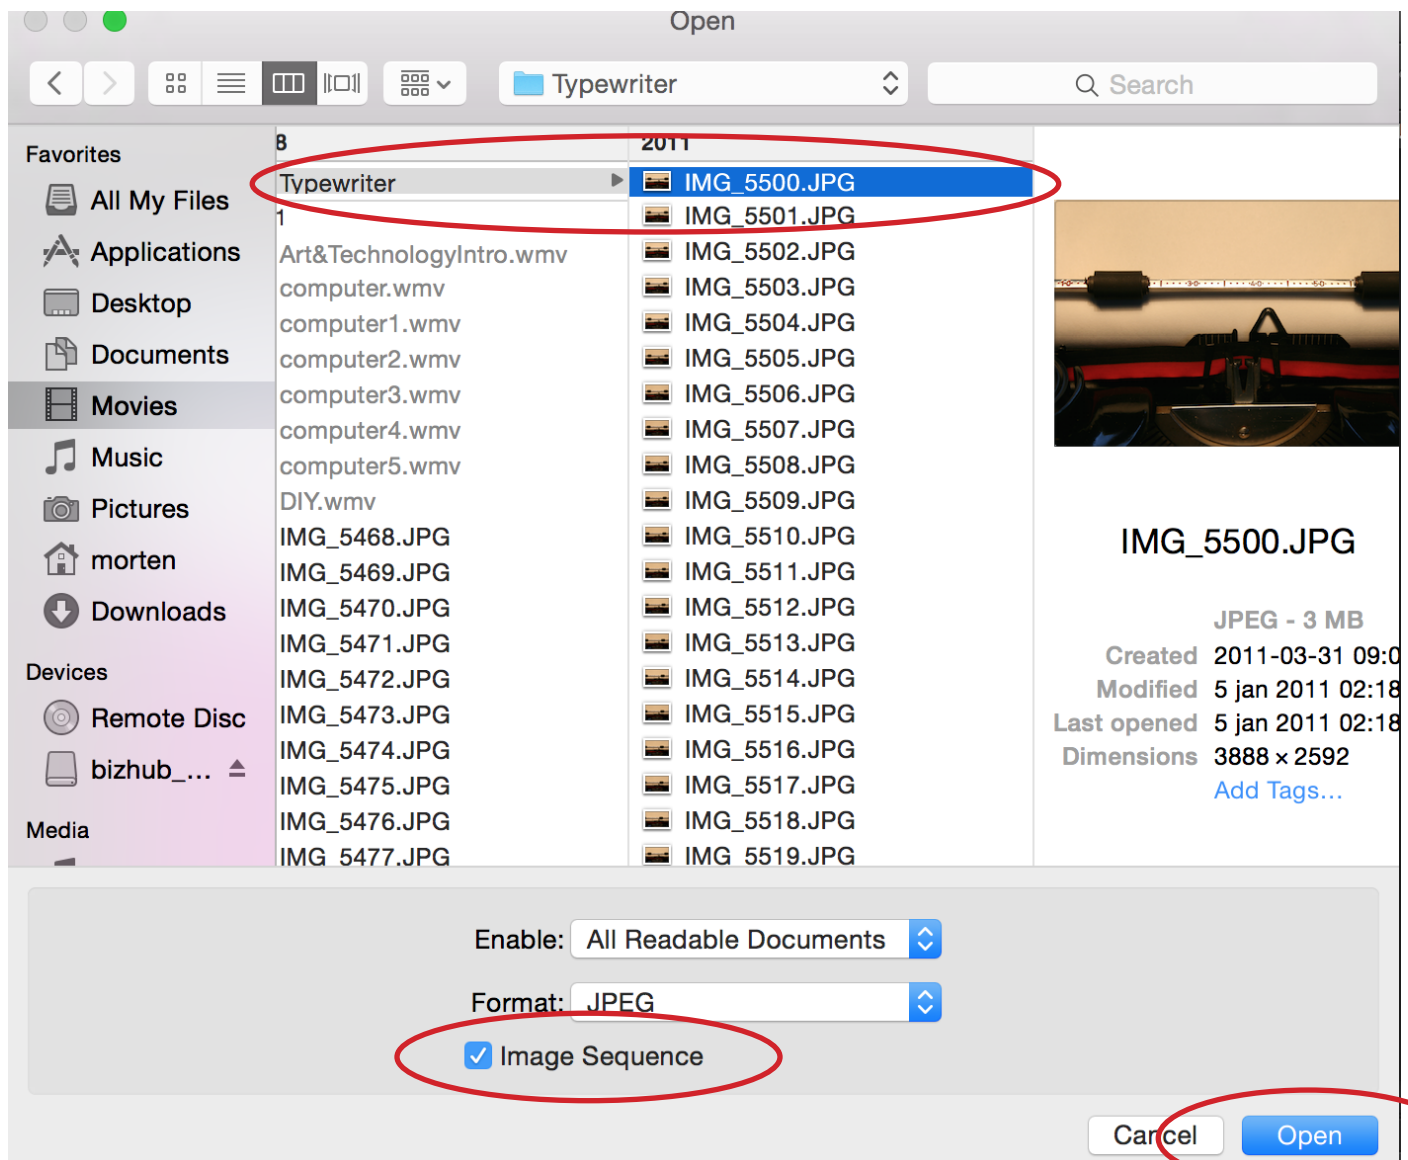 Open
Typewriter
Search
Favorites
All My Files
Applications
Desktop
Documents
Movies
Music
Pictures
morten
Downloads
Devices
Remote Disc
bizhub_...
Media
8
Typewriter
1
Art&TechnologyIntro.wmv
computer.wmv
computer1.wmv
computer2.wmv
computer3.wmv
computer4.wmv
computer5.wmv
DIY.wmv
IMG_5468.JPG
IMG_5469.JPG
IMG_5470.JPG
IMG_5471.JPG
IMG_5472.JPG
IMG_5473.JPG
IMG_5474.JPG
IMG_5475.JPG
IMG_5476.JPG
IMG_5477.JPG
2011
IMG_5500.JPG
IMG_5501.JPG
IMG_5502.JPG
IMG_5503.JPG
IMG_5504.JPG
IMG_5505.JPG
IMG_5506.JPG
IMG_5507.JPG
IMG_5508.JPG
IMG_5509.JPG
IMG_5510.JPG
IMG_5511.JPG
IMG_5512.JPG
IMG_5513.JPG
IMG_5514.JPG
IMG_5515.JPG
IMG_5516.JPG
IMG_5517.JPG
IMG_5518.JPG
IMG_5519.JPG
IMG_5500.JPG
JPEG - 3 MB
Created 2011-03-31 09:0
Modified 5 jan 2011 02:18
Last opened 5 jan 2011 02:18
Dimensions 3888 × 2592
Add Tags...
Enable: All Readable Documents
Format: JPEG
Image Sequence
Cancel
Open